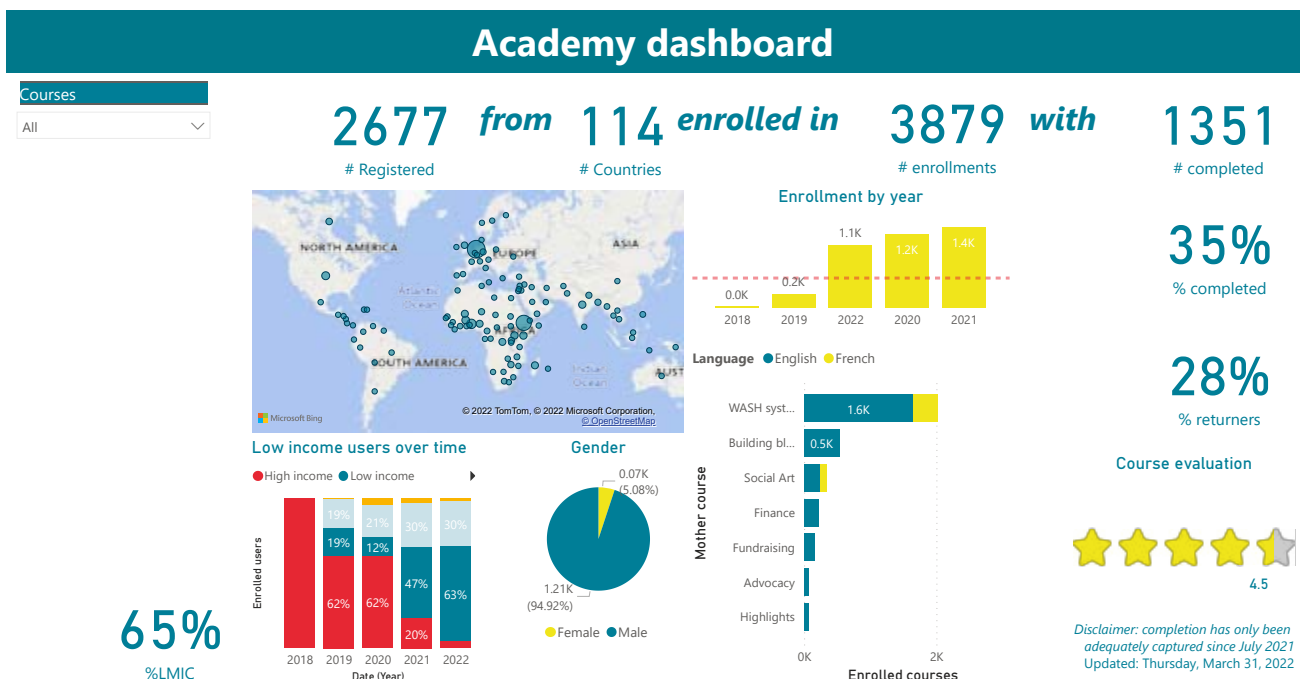 Academy dashboard
Courses
All
2677 from 114 enrolled in 3879 with 1351
# Registered
# Countries
# enrollments
# completed
NORTH AMERICA
EUROPE
ASIA
Atlantic
Ocean
AFRICA
SOUTH AMERICA
Indian
Ocean
AUST
Microsoft Bing
© 2022 TomTom, © 2022 Microsoft Corporation,
© OpenStreetMap
Enrollment by year
0.0K
0.2K
1.1K
1.2K
1.4K
2018
2019
2022
2020
2021
35%
% completed
28%
% returners
Language
English
French
Mother course
WASH syst...
1.6K
Building bl...
0.5K
Social Art
Finance
Fundraising
Advocacy
Highlights
0K
2K
Enrolled courses
Low income users over time
High income
Low income
Enrolled users
19%
19%
62%
21%
12%
62%
30%
47%
20%
30%
63%
2018
2019
2020
2021
2022
Date (Year)
Gender
0.07K
(5.08%)
1.21K
(94.92%)
Female
Male
Course evaluation
4.5
65%
%LMIC
Disclaimer: completion has only been
adequately captured since July 2021
Updated: Thursday, March 31, 2022